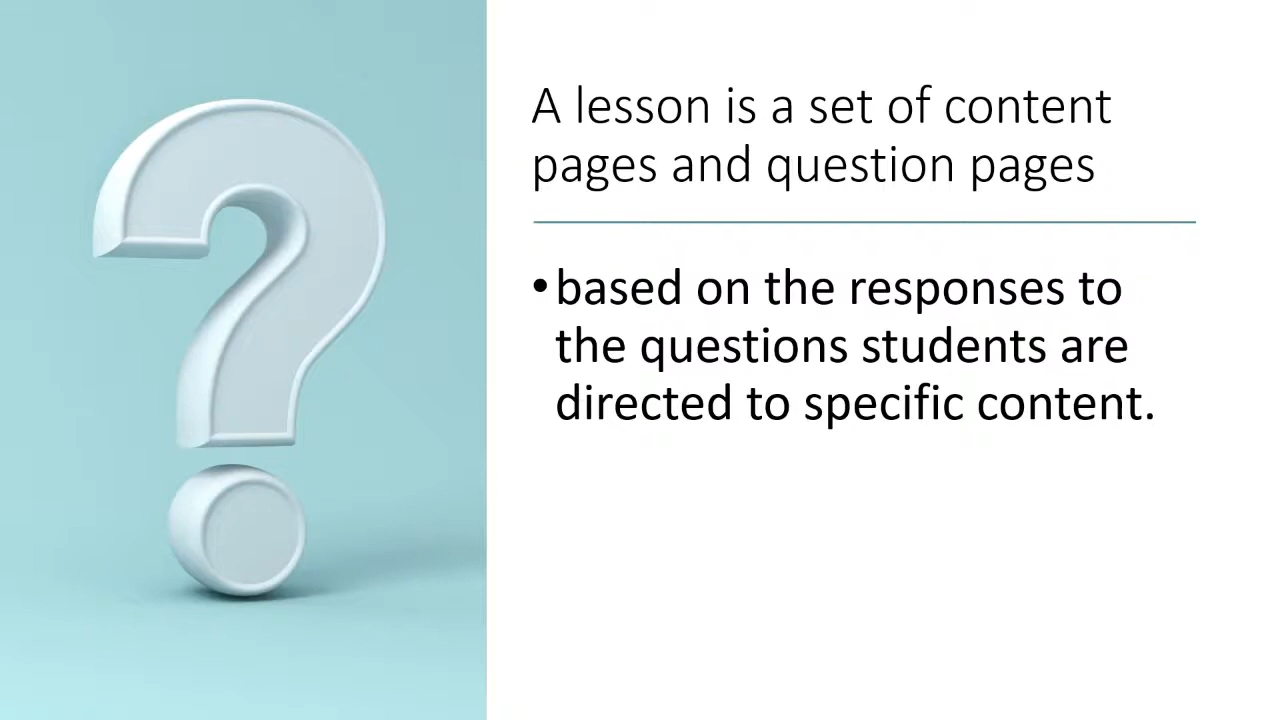 A lesson is a set of content
pages and question pages
•based on the responses to
the questions students are
directed to specific content.